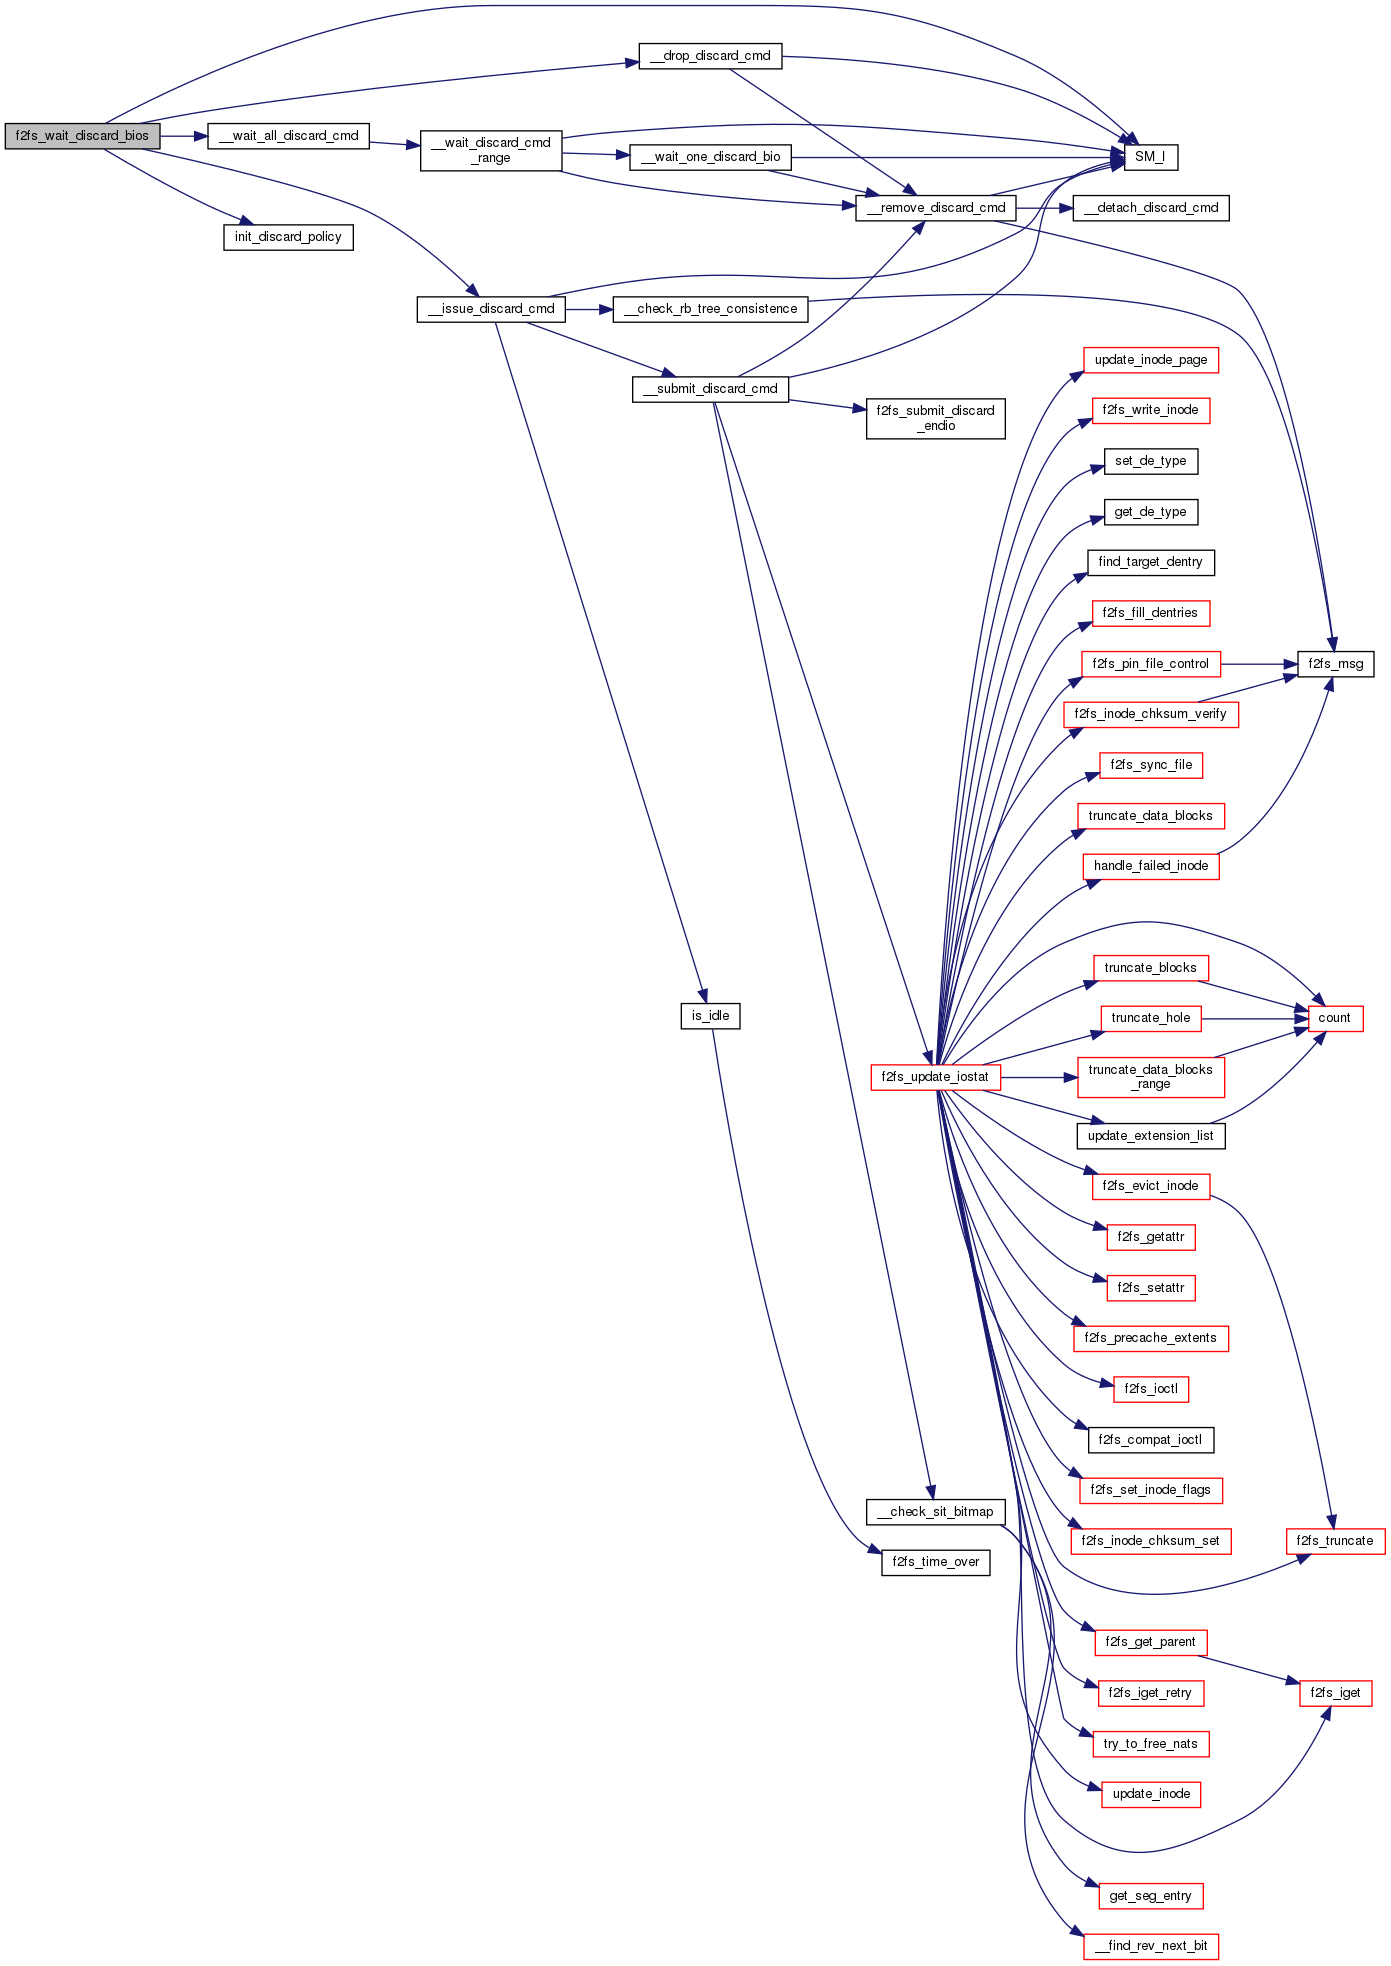 f2fs_wait_discard_bios
__drop_discard_cmd
__wait_all_discard_cmd
__wait_discard_cmd
_range
__wait_one_discard_bio
SM_I
__remove_discard_cmd
__detach_discard_cmd
init_discard_policy
__issue_discard_cmd
__check_rb_tree_consistence
__submit_discard_cmd
f2fs_submit_discard
_endio
update_inode_page
f2fs_write_inode
set_de_type
get_de_type
find_target_dentry
f2fs_fill_dentries
f2fs_pin_file_control
f2fs_msg
f2fs_inode_chksum_verify
f2fs_sync_file
truncate_data_blocks
handle_failed_inode
truncate_blocks
is_idle
truncate_hole
count
f2fs_update_iostat
truncate_data_blocks
_range
update_extension_list
f2fs_evict_inode
f2fs_getattr
f2fs_setattr
f2fs_precache_extents
f2fs_ioctl
f2fs_compat_ioctl
f2fs_set_inode_flags
__check_sit_bitmap
f2fs_inode_chksum_set
f2fs_truncate
f2fs_time_over
f2fs_get_parent
f2fs_iget_retry
f2fs_iget
try_to_free_nats
update_inode
get_seg_entry
__find_rev_next_bit